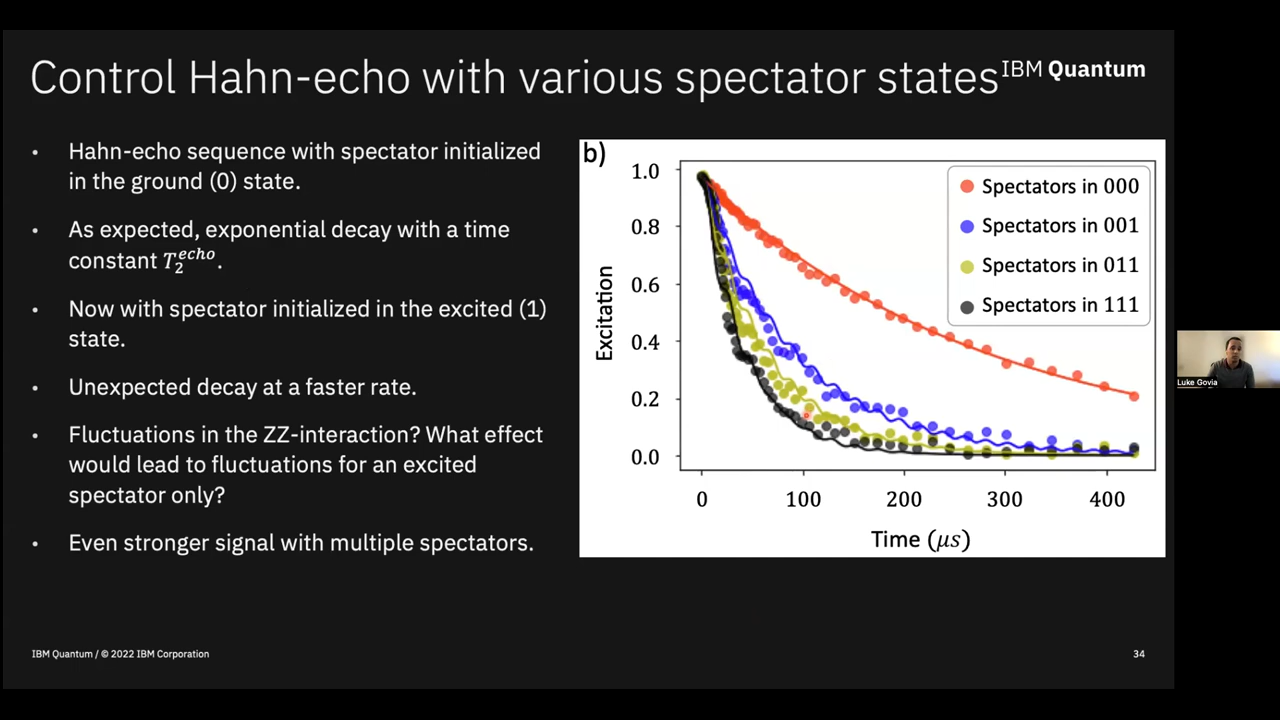 Control Hahn-echo with various spectator states
IBM Quantum
• Hahn-echo sequence with spectator initialized
in the ground (0) state.
• As expected, exponential decay with a time
constant T₂ᵉᶜʰᵒ.
• Now with spectator initialized in the excited (1)
state.
• Unexpected decay at a faster rate.
• Fluctuations in the ZZ-interaction? What effect
would lead to fluctuations for an excited
spectator only?
• Even stronger signal with multiple spectators.
b)
Spectators in 000
Spectators in 001
Spectators in 011
Spectators in 111
Excitation
1.0
0.8
0.6
0.4
0.2
0.0
0 100 200 300 400
Time (μs)
Luke Govia
IBM Quantum / © 2022 IBM Corporation
34